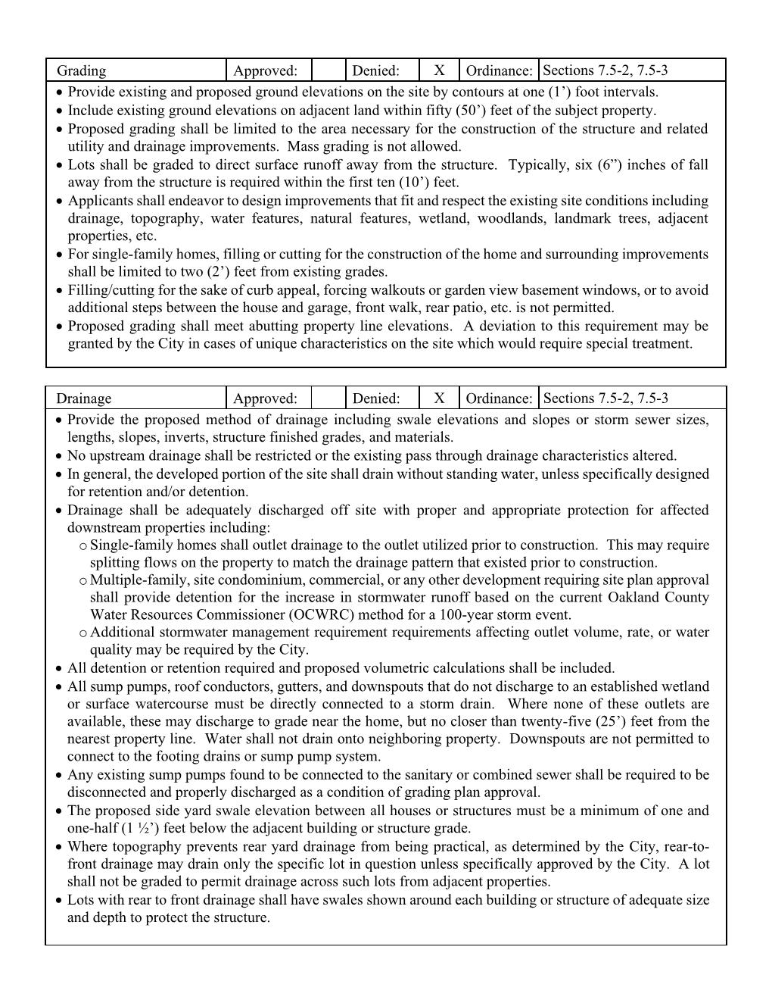 Grading Approved: Denied: X Ordinance: Sections 7.5-2, 7.5-3
• Provide existing and proposed ground elevations on the site by contours at one (1’) foot intervals.
• Include existing ground elevations on adjacent land within fifty (50’) feet of the subject property.
• Proposed grading shall be limited to the area necessary for the construction of the structure and related
utility and drainage improvements.  Mass grading is not allowed.
• Lots shall be graded to direct surface runoff away from the structure.  Typically, six (6”) inches of fall
away from the structure is required within the first ten (10’) feet.
• Applicants shall endeavor to design improvements that fit and respect the existing site conditions including
drainage, topography, water features, natural features, wetland, woodlands, landmark trees, adjacent
properties, etc.
• For single-family homes, filling or cutting for the construction of the home and surrounding improvements
shall be limited to two (2’) feet from existing grades.
• Filling/cutting for the sake of curb appeal, forcing walkouts or garden view basement windows, or to avoid
additional steps between the house and garage, front walk, rear patio, etc. is not permitted.
• Proposed grading shall meet abutting property line elevations.  A deviation to this requirement may be
granted by the City in cases of unique characteristics on the site which would require special treatment.
Drainage Approved: Denied: X Ordinance: Sections 7.5-2, 7.5-3
• Provide the proposed method of drainage including swale elevations and slopes or storm sewer sizes,
lengths, slopes, inverts, structure finished grades, and materials.
• No upstream drainage shall be restricted or the existing pass through drainage characteristics altered.
• In general, the developed portion of the site shall drain without standing water, unless specifically designed
for retention and/or detention.
• Drainage shall be adequately discharged off site with proper and appropriate protection for affected
downstream properties including:
o Single-family homes shall outlet drainage to the outlet utilized prior to construction.  This may require
splitting flows on the property to match the drainage pattern that existed prior to construction.
o Multiple-family, site condominium, commercial, or any other development requiring site plan approval
shall provide detention for the increase in stormwater runoff based on the current Oakland County
Water Resources Commissioner (OCWRC) method for a 100-year storm event.
o Additional stormwater management requirement requirements affecting outlet volume, rate, or water
quality may be required by the City.
• All detention or retention required and proposed volumetric calculations shall be included.
• All sump pumps, roof conductors, gutters, and downspouts that do not discharge to an established wetland
or surface watercourse must be directly connected to a storm drain.  Where none of these outlets are
available, these may discharge to grade near the home, but no closer than twenty-five (25’) feet from the
nearest property line.  Water shall not drain onto neighboring property.  Downspouts are not permitted to
connect to the footing drains or sump pump system.
• Any existing sump pumps found to be connected to the sanitary or combined sewer shall be required to be
disconnected and properly discharged as a condition of grading plan approval.
• The proposed side yard swale elevation between all houses or structures must be a minimum of one and
one-half (1 ½’) feet below the adjacent building or structure grade.
• Where topography prevents rear yard drainage from being practical, as determined by the City, rear-to-
front drainage may drain only the specific lot in question unless specifically approved by the City.  A lot
shall not be graded to permit drainage across such lots from adjacent properties.
• Lots with rear to front drainage shall have swales shown around each building or structure of adequate size
and depth to protect the structure.